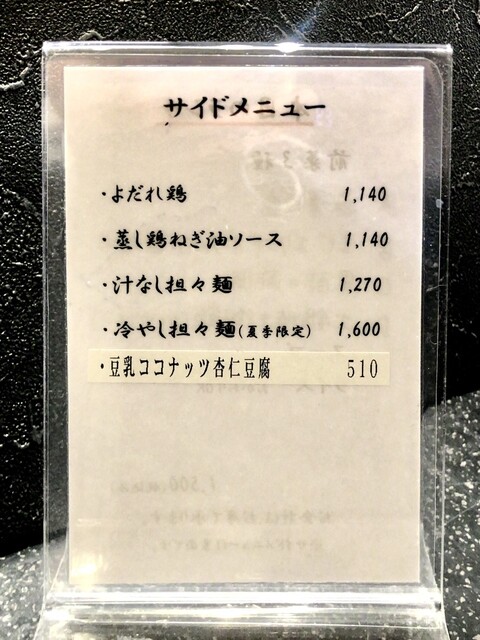 サイドメニュー
・よだれ鶏 1,140
・蒸し鶏ねぎ油ソース 1,140
・汁なし担々麺 1,270
・冷やし担々麺(夏季限定) 1,600
・豆乳ココナッツ杏仁豆腐 510